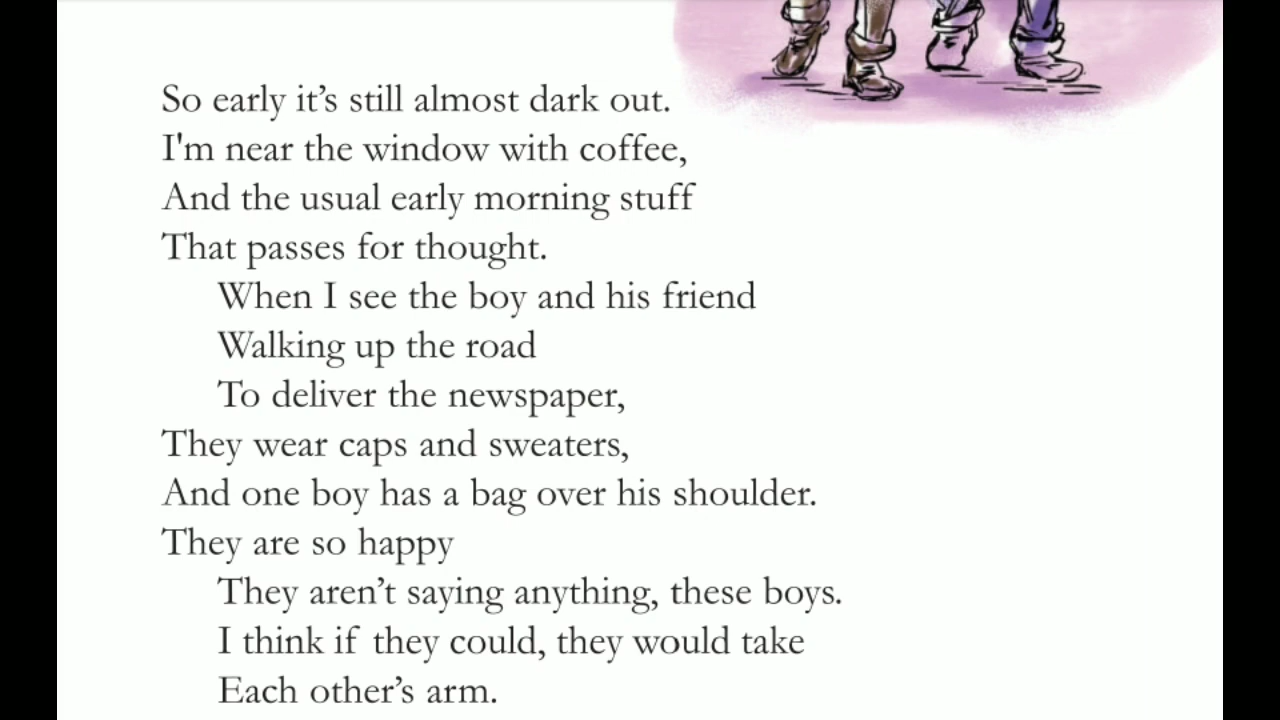 So early it’s still almost dark out.
I'm near the window with coffee,
And the usual early morning stuff
That passes for thought.
When I see the boy and his friend
Walking up the road
To deliver the newspaper,
They wear caps and sweaters,
And one boy has a bag over his shoulder.
They are so happy
They aren’t saying anything, these boys.
I think if they could, they would take
Each other’s arm.